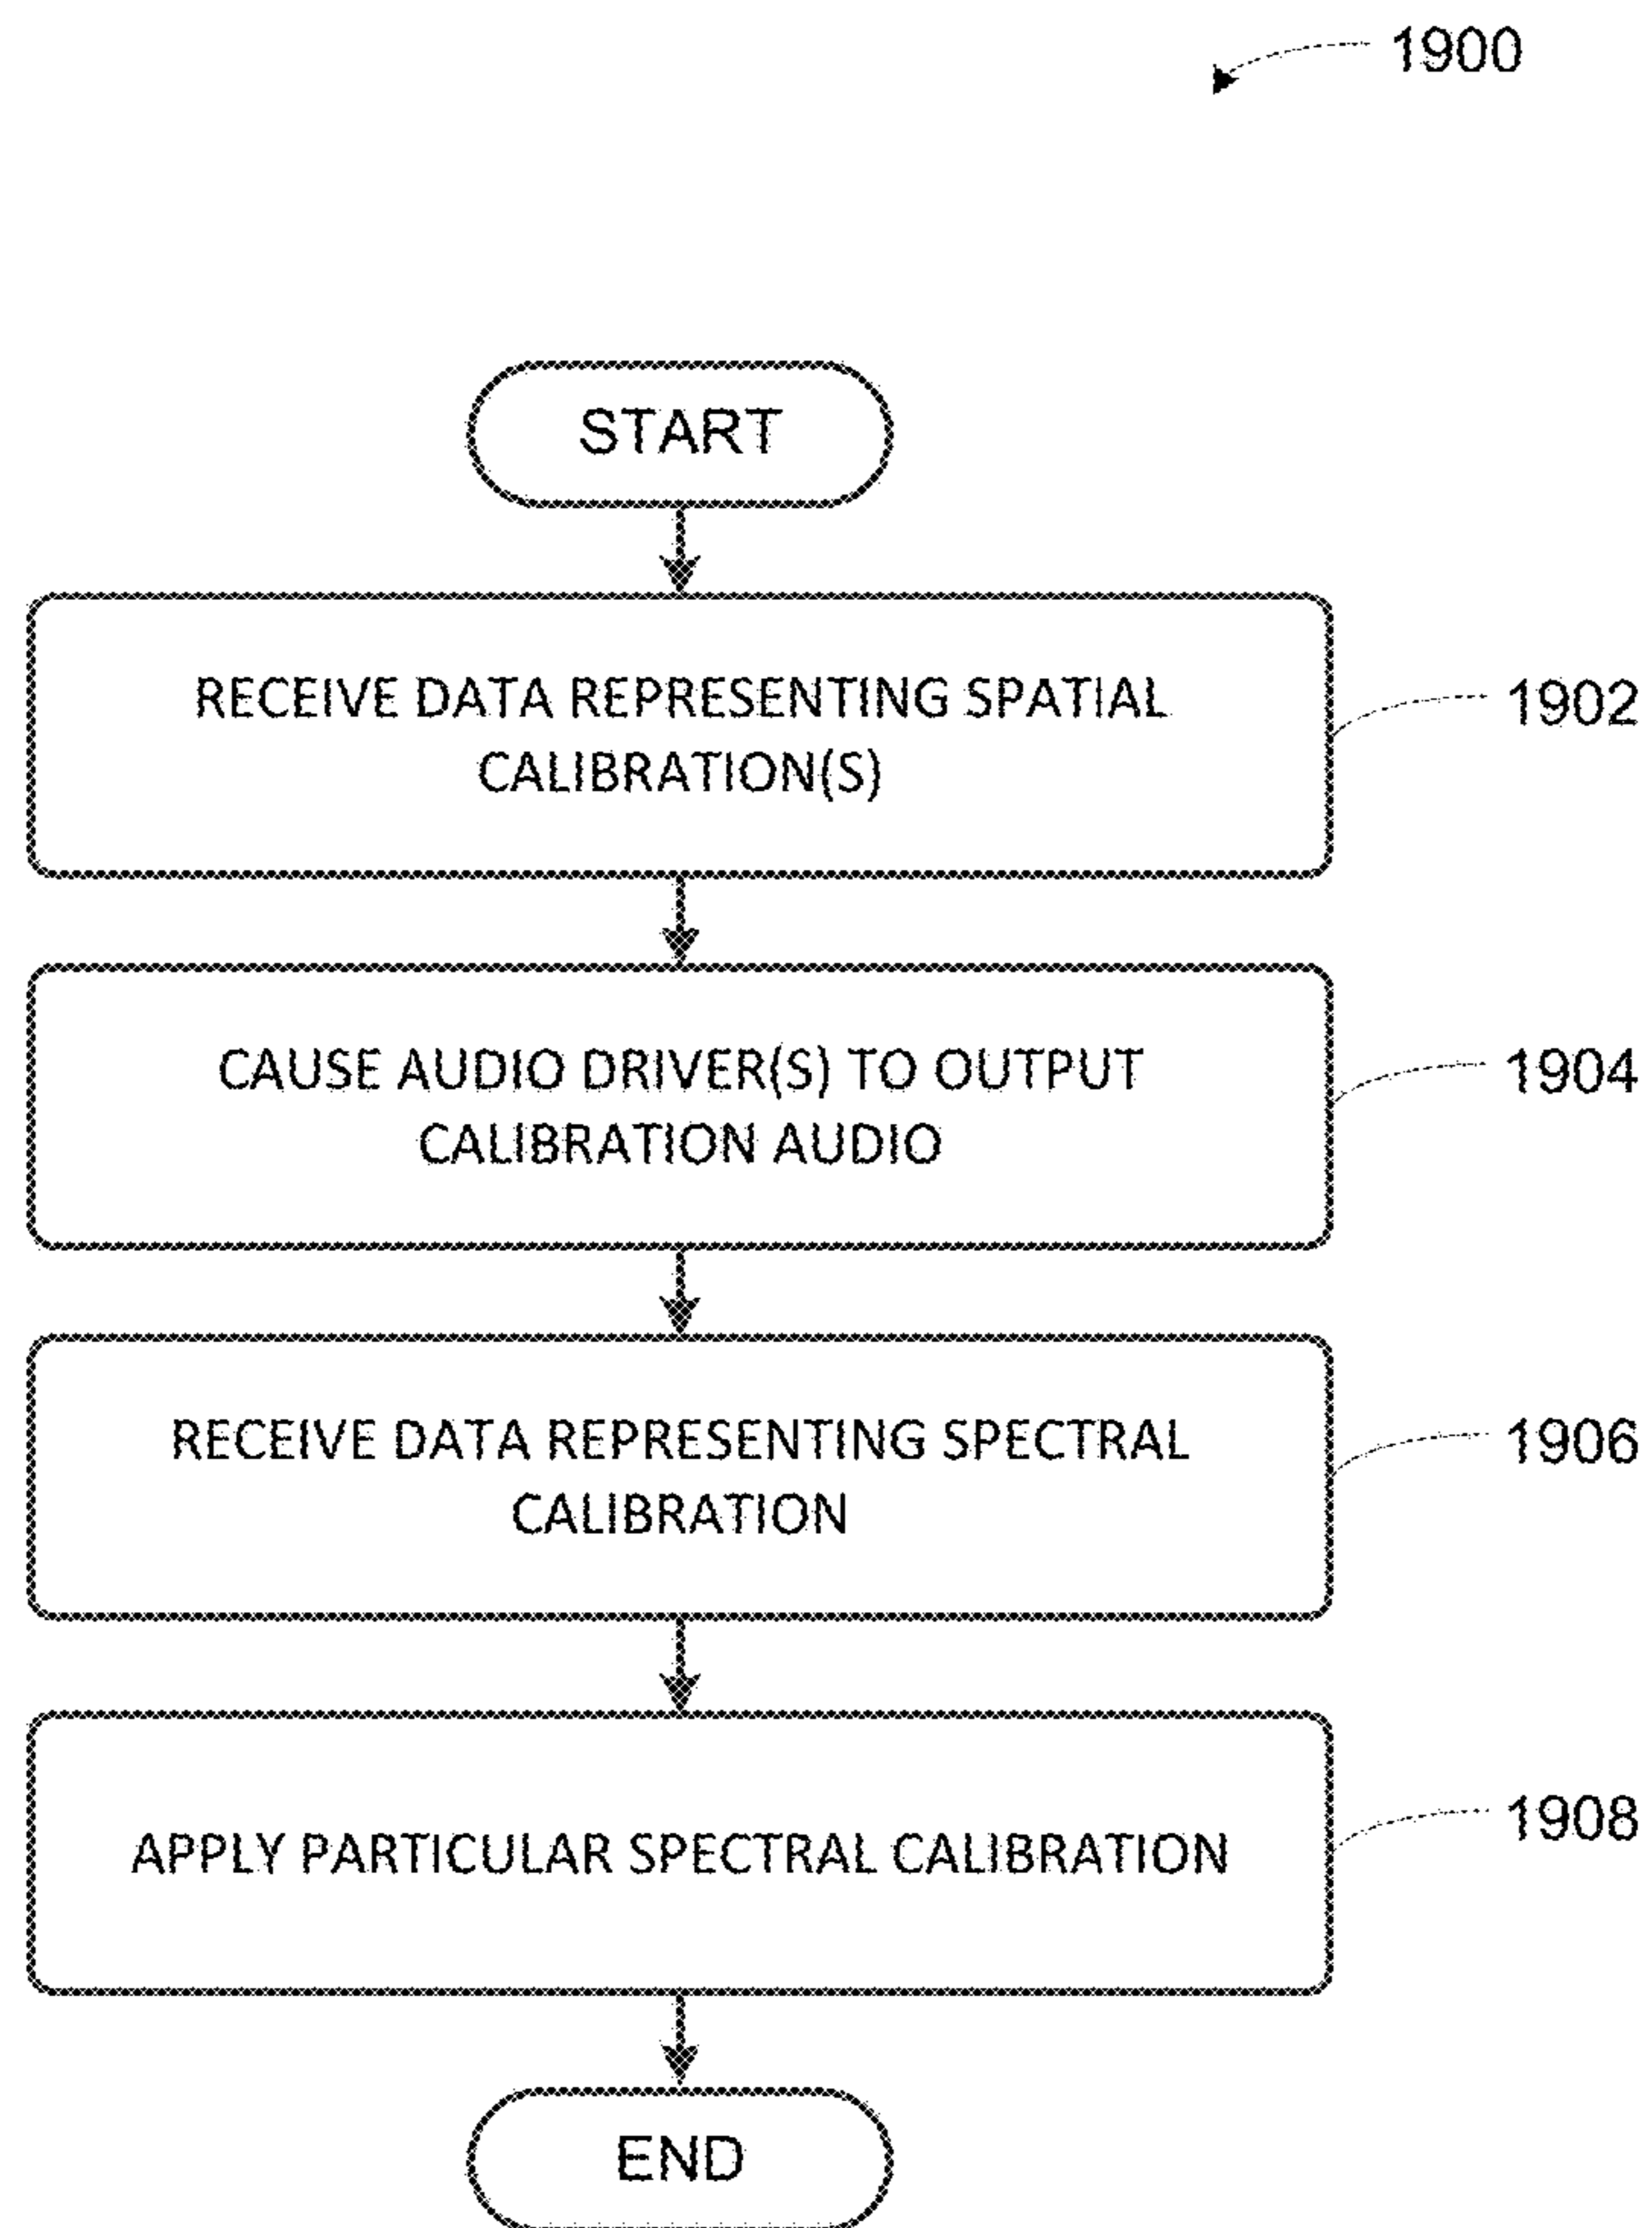 1900
START
RECEIVE DATA REPRESENTING SPATIAL
CALIBRATION(S)
1902
CAUSE AUDIO DRIVER(S) TO OUTPUT
CALIBRATION AUDIO
1904
RECEIVE DATA REPRESENTING SPECTRAL
CALIBRATION
1906
APPLY PARTICULAR SPECTRAL CALIBRATION
1908
END